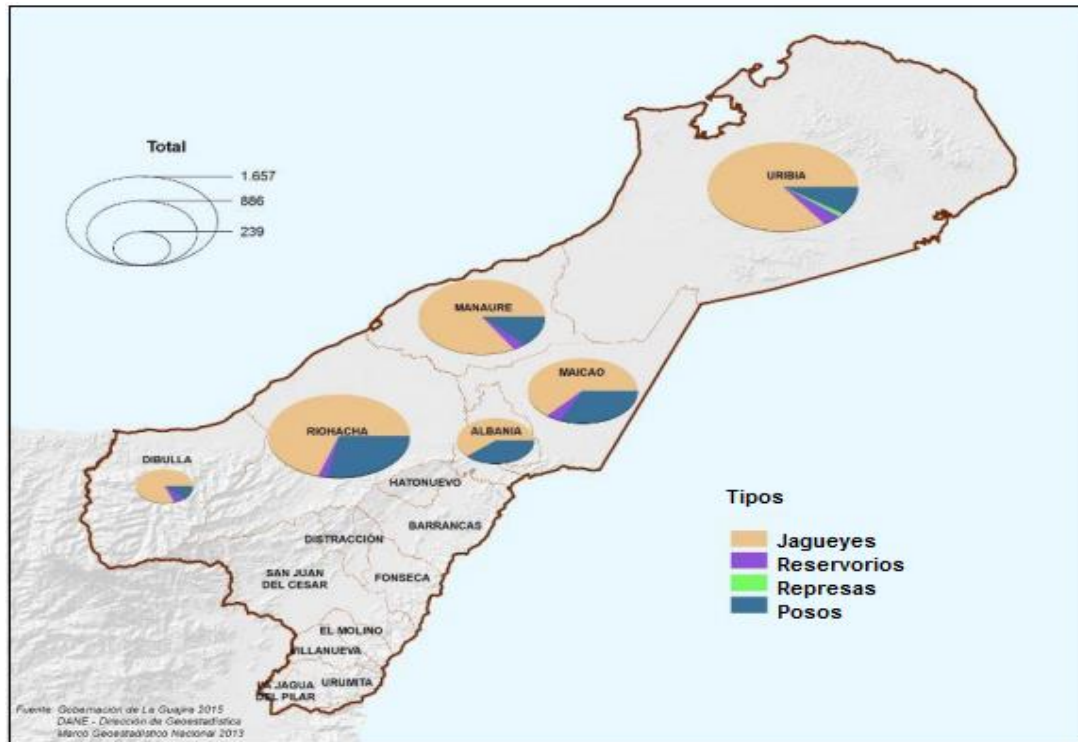 Total
1.657
886
239
URIBIA
MANAURE
MAICAO
RIOHACHA
ALBANIA
DIBULLA
HATONUEVO
BARRANCAS
DISTRACCIÓN
SAN JUAN
DEL CESAR
FONSECA
EL MOLINO
VILLANUEVA
LA JAGUA
DEL PILAR
URUMITA
Tipos
Jagueyes
Reservorios
Represas
Posos
Fuente: Gobernación de La Guajira 2015
DANE - Dirección de Geoestadística
Marco Geoestadístico Nacional 2013